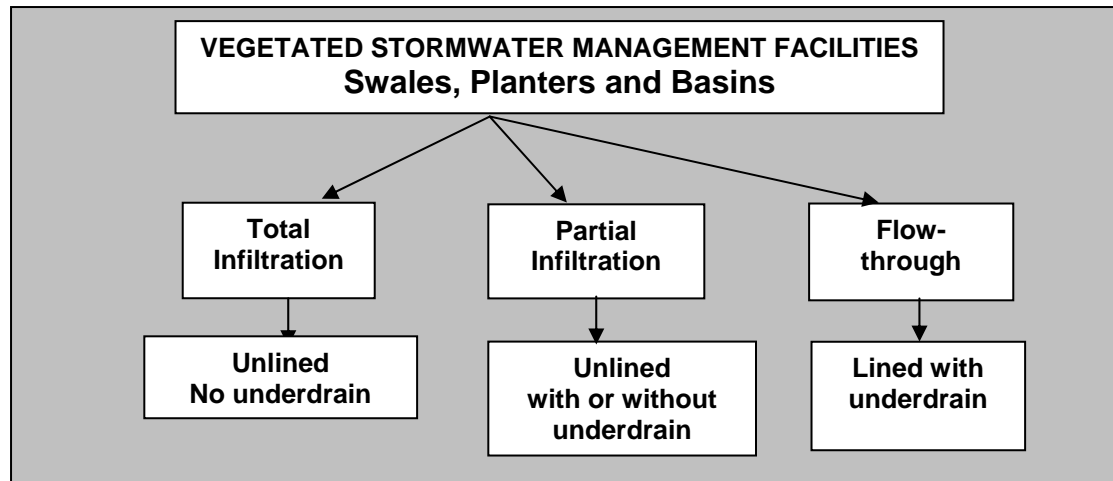 VEGETATED STORMWATER MANAGEMENT FACILITIES
Swales, Planters and Basins
Total
Infiltration
Partial
Infiltration
Flow-
through
Unlined
No underdrain
Unlined
with or without
underdrain
Lined with
underdrain